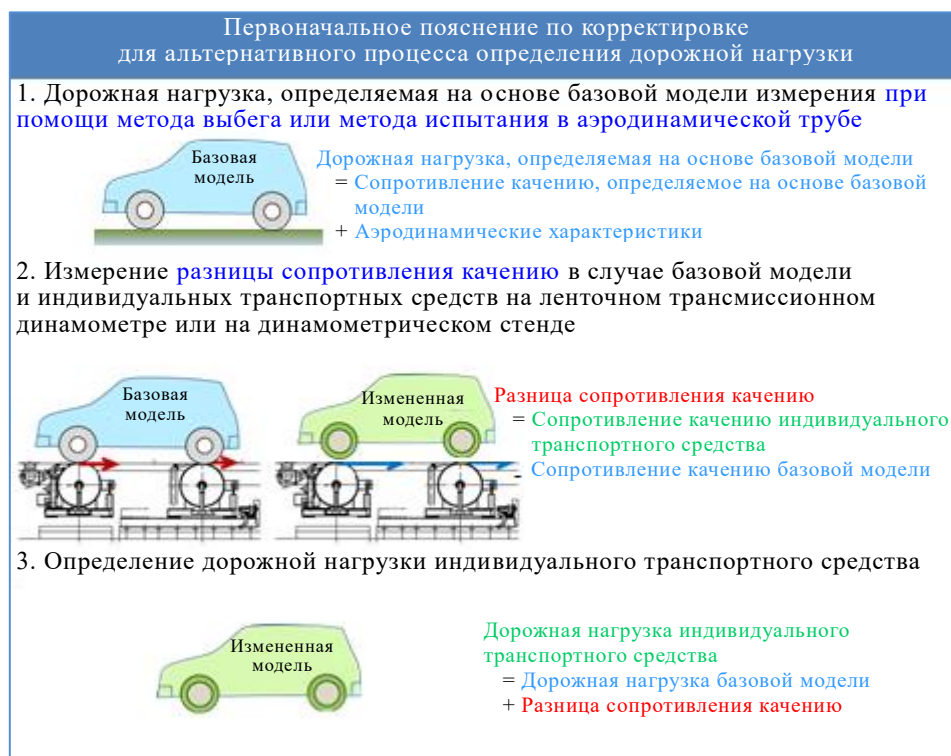 Первоначальное пояснение по корректировке
для альтернативного процесса определения дорожной нагрузки
1. Дорожная нагрузка, определяемая на основе базовой модели измерения при
помощи метода выбега или метода испытания в аэродинамической трубе
Базовая
модель
Дорожная нагрузка, определяемая на основе базовой модели
= Сопротивление качению, определяемое на основе базовой
модели
+ Аэродинамические характеристики
2. Измерение разницы сопротивления качению в случае базовой модели
и индивидуальных транспортных средств на ленточном трансмиссионном
динамометре или на динамометрическом стенде
Базовая
модель
Измененная
модель
Разница сопротивления качению
= Сопротивление качению индивидуального
транспортного средства
- Сопротивление качению базовой модели
3. Определение дорожной нагрузки индивидуального транспортного средства
Измененная
модель
Дорожная нагрузка индивидуального
транспортного средства
= Дорожная нагрузка базовой модели
+ Разница сопротивления качению